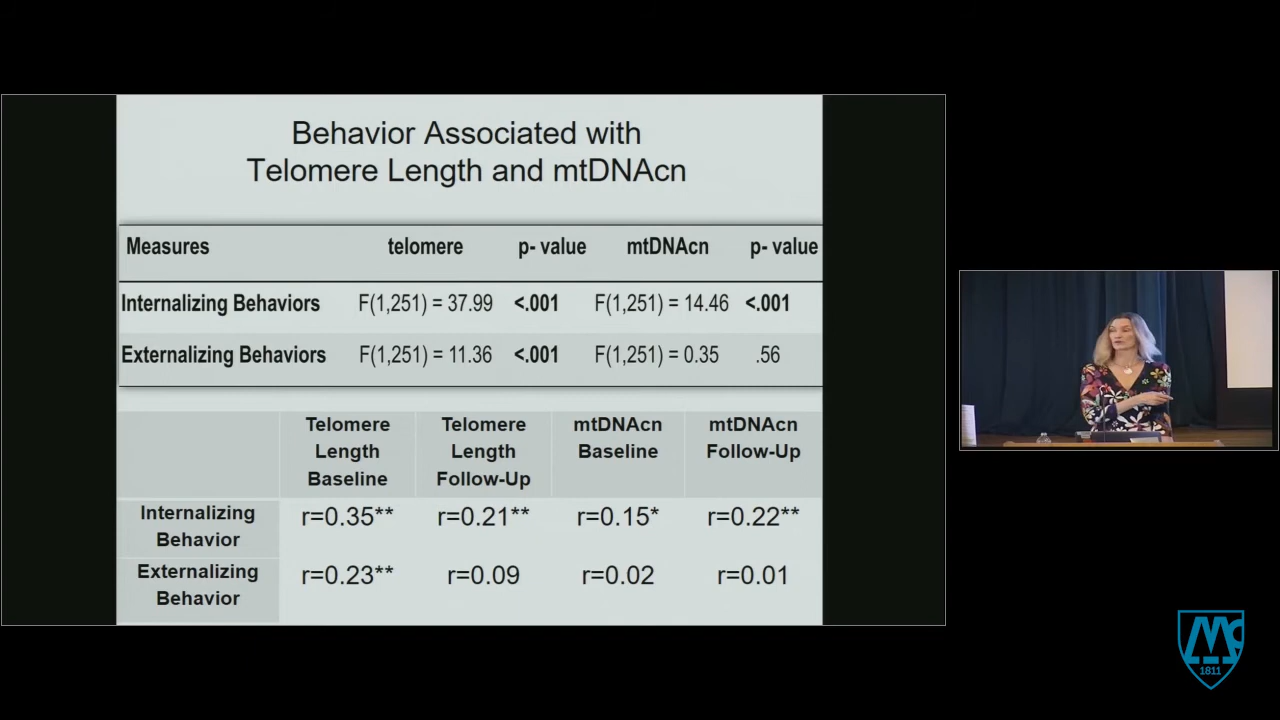 Behavior Associated with
Telomere Length and mtDNAcn
Measures telomere p- value mtDNAcn p- value
Internalizing Behaviors F(1,251) = 37.99 <.001 F(1,251) = 14.46 <.001
Externalizing Behaviors F(1,251) = 11.36 <.001 F(1,251) = 0.35 .56
Telomere Length Baseline Telomere Length Follow-Up mtDNAcn Baseline mtDNAcn Follow-Up
Internalizing Behavior r=0.35** r=0.21** r=0.15* r=0.22**
Externalizing Behavior r=0.23** r=0.09 r=0.02 r=0.01
Mc
1811